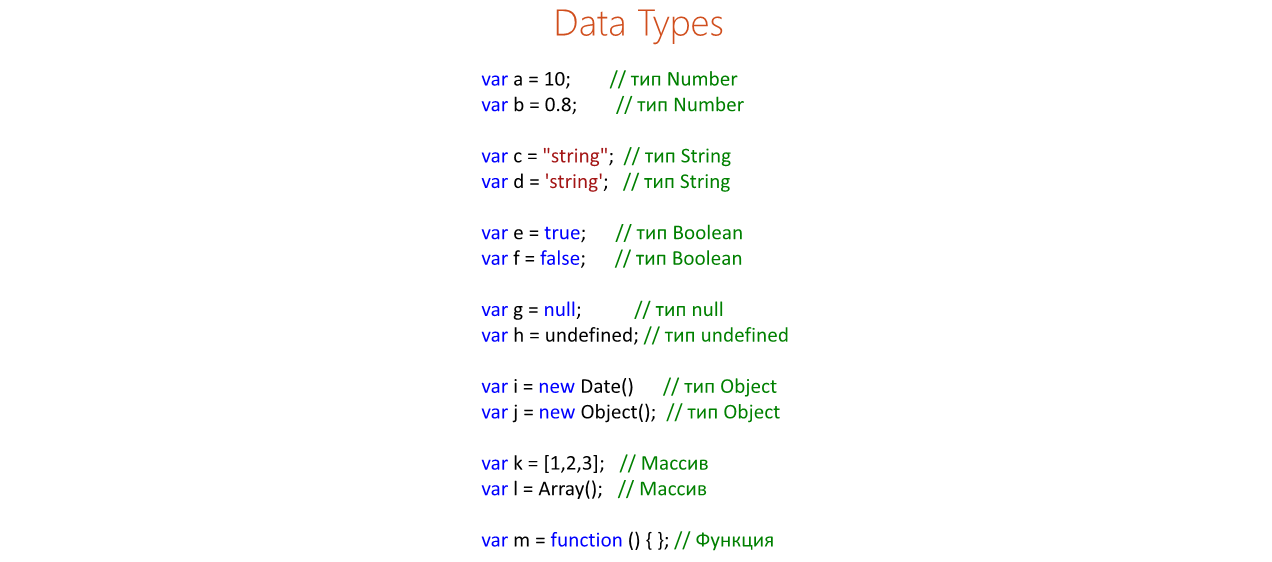 Data Types
var a = 10; // тип Number
var b = 0.8; // тип Number
var c = "string"; // тип String
var d = 'string'; // тип String
var e = true; // тип Boolean
var f = false; // тип Boolean
var g = null; // тип null
var h = undefined; // тип undefined
var i = new Date() // тип Object
var j = new Object(); // тип Object
var k = [1,2,3]; // Массив
var l = Array(); // Массив
var m = function () { }; // Функция